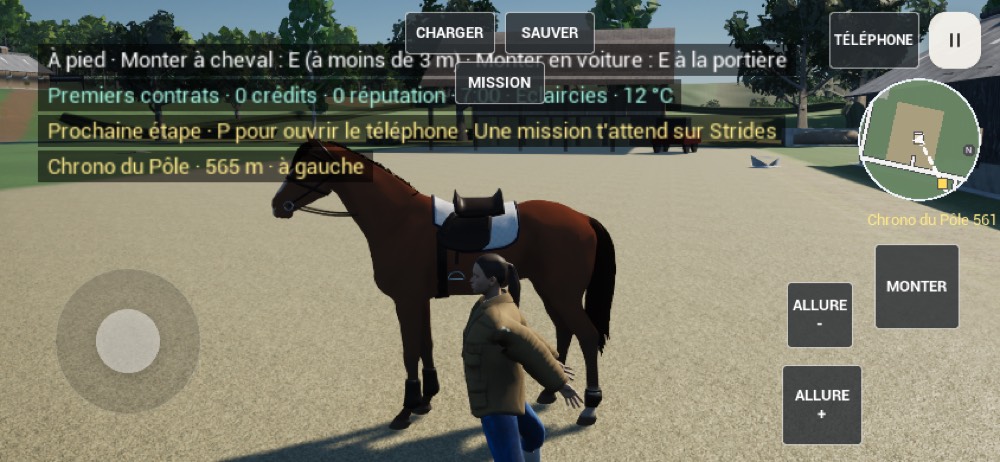 CHARGER
SAUVER
TÉLÉPHONE
À pied · Monter à cheval : E (à moins de 3 m) · Monter en voiture : E à la portière
MISSION
Premiers contrats · 0 crédits · 0 réputation · Éclaircies · 12 °C
Prochaine étape · P pour ouvrir le téléphone · Une mission t'attend sur Strides
Chrono du Pôle · 565 m · à gauche
N
Chrono du Pôle 561
MONTER
ALLURE
-
ALLURE
+